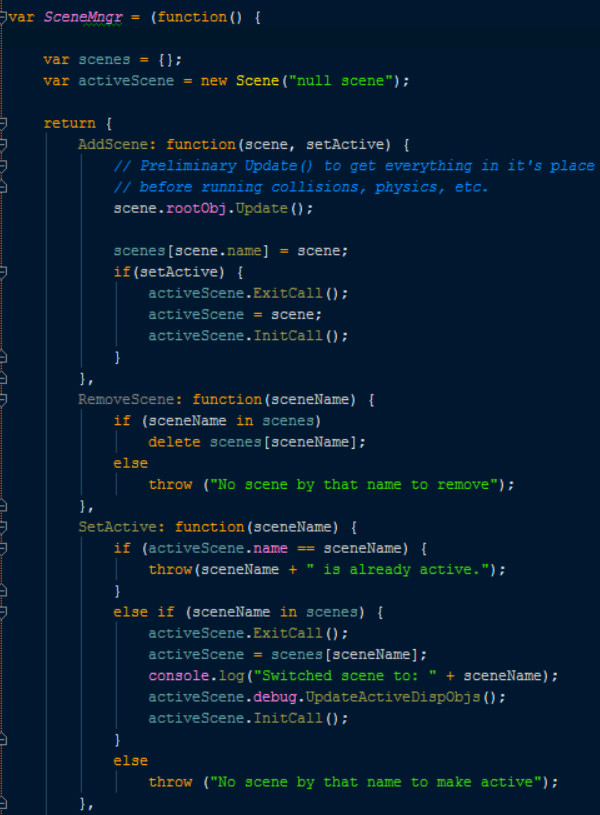 var SceneMngr = (function() {
var scenes = {};
var activeScene = new Scene("null scene");
return {
AddScene: function(scene, setActive) {
// Preliminary Update() to get everything in it's place
// before running collisions, physics, etc.
scene.rootObj.Update();
scenes[scene.name] = scene;
if(setActive) {
activeScene.ExitCall();
activeScene = scene;
activeScene.InitCall();
}
},
RemoveScene: function(sceneName) {
if (sceneName in scenes)
delete scenes[sceneName];
else
throw ("No scene by that name to remove");
},
SetActive: function(sceneName) {
if (activeScene.name == sceneName) {
throw(sceneName + " is already active.");
}
else if (sceneName in scenes) {
activeScene.ExitCall();
activeScene = scenes[sceneName];
console.log("Switched scene to: " + sceneName);
activeScene.debug.UpdateActiveDispObjs();
activeScene.InitCall();
}
else
throw ("No scene by that name to make active");
},